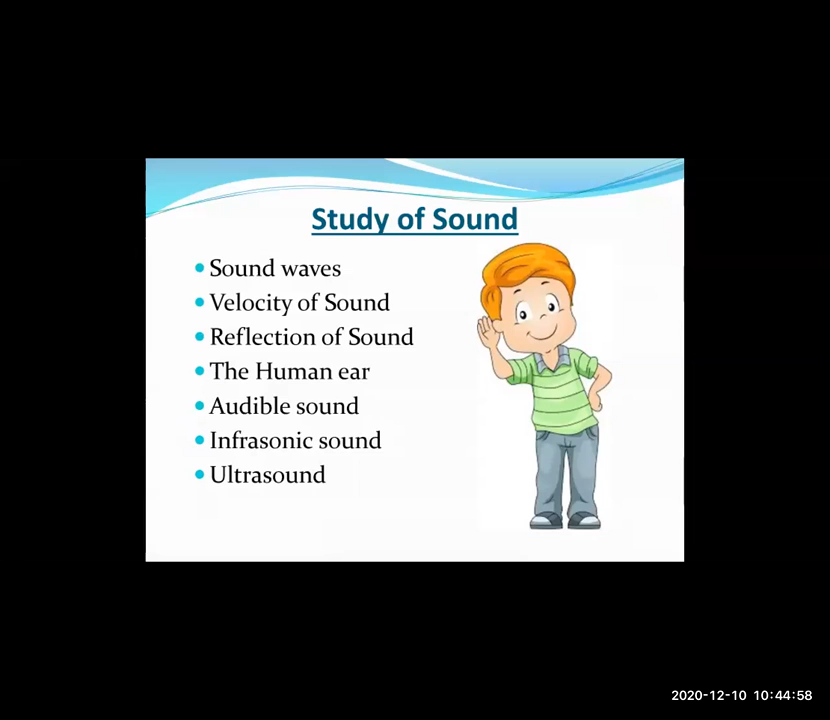 Study of Sound
Sound waves
Velocity of Sound
Reflection of Sound
The Human ear
Audible sound
Infrasonic sound
Ultrasound
2020-12-10 10:44:58